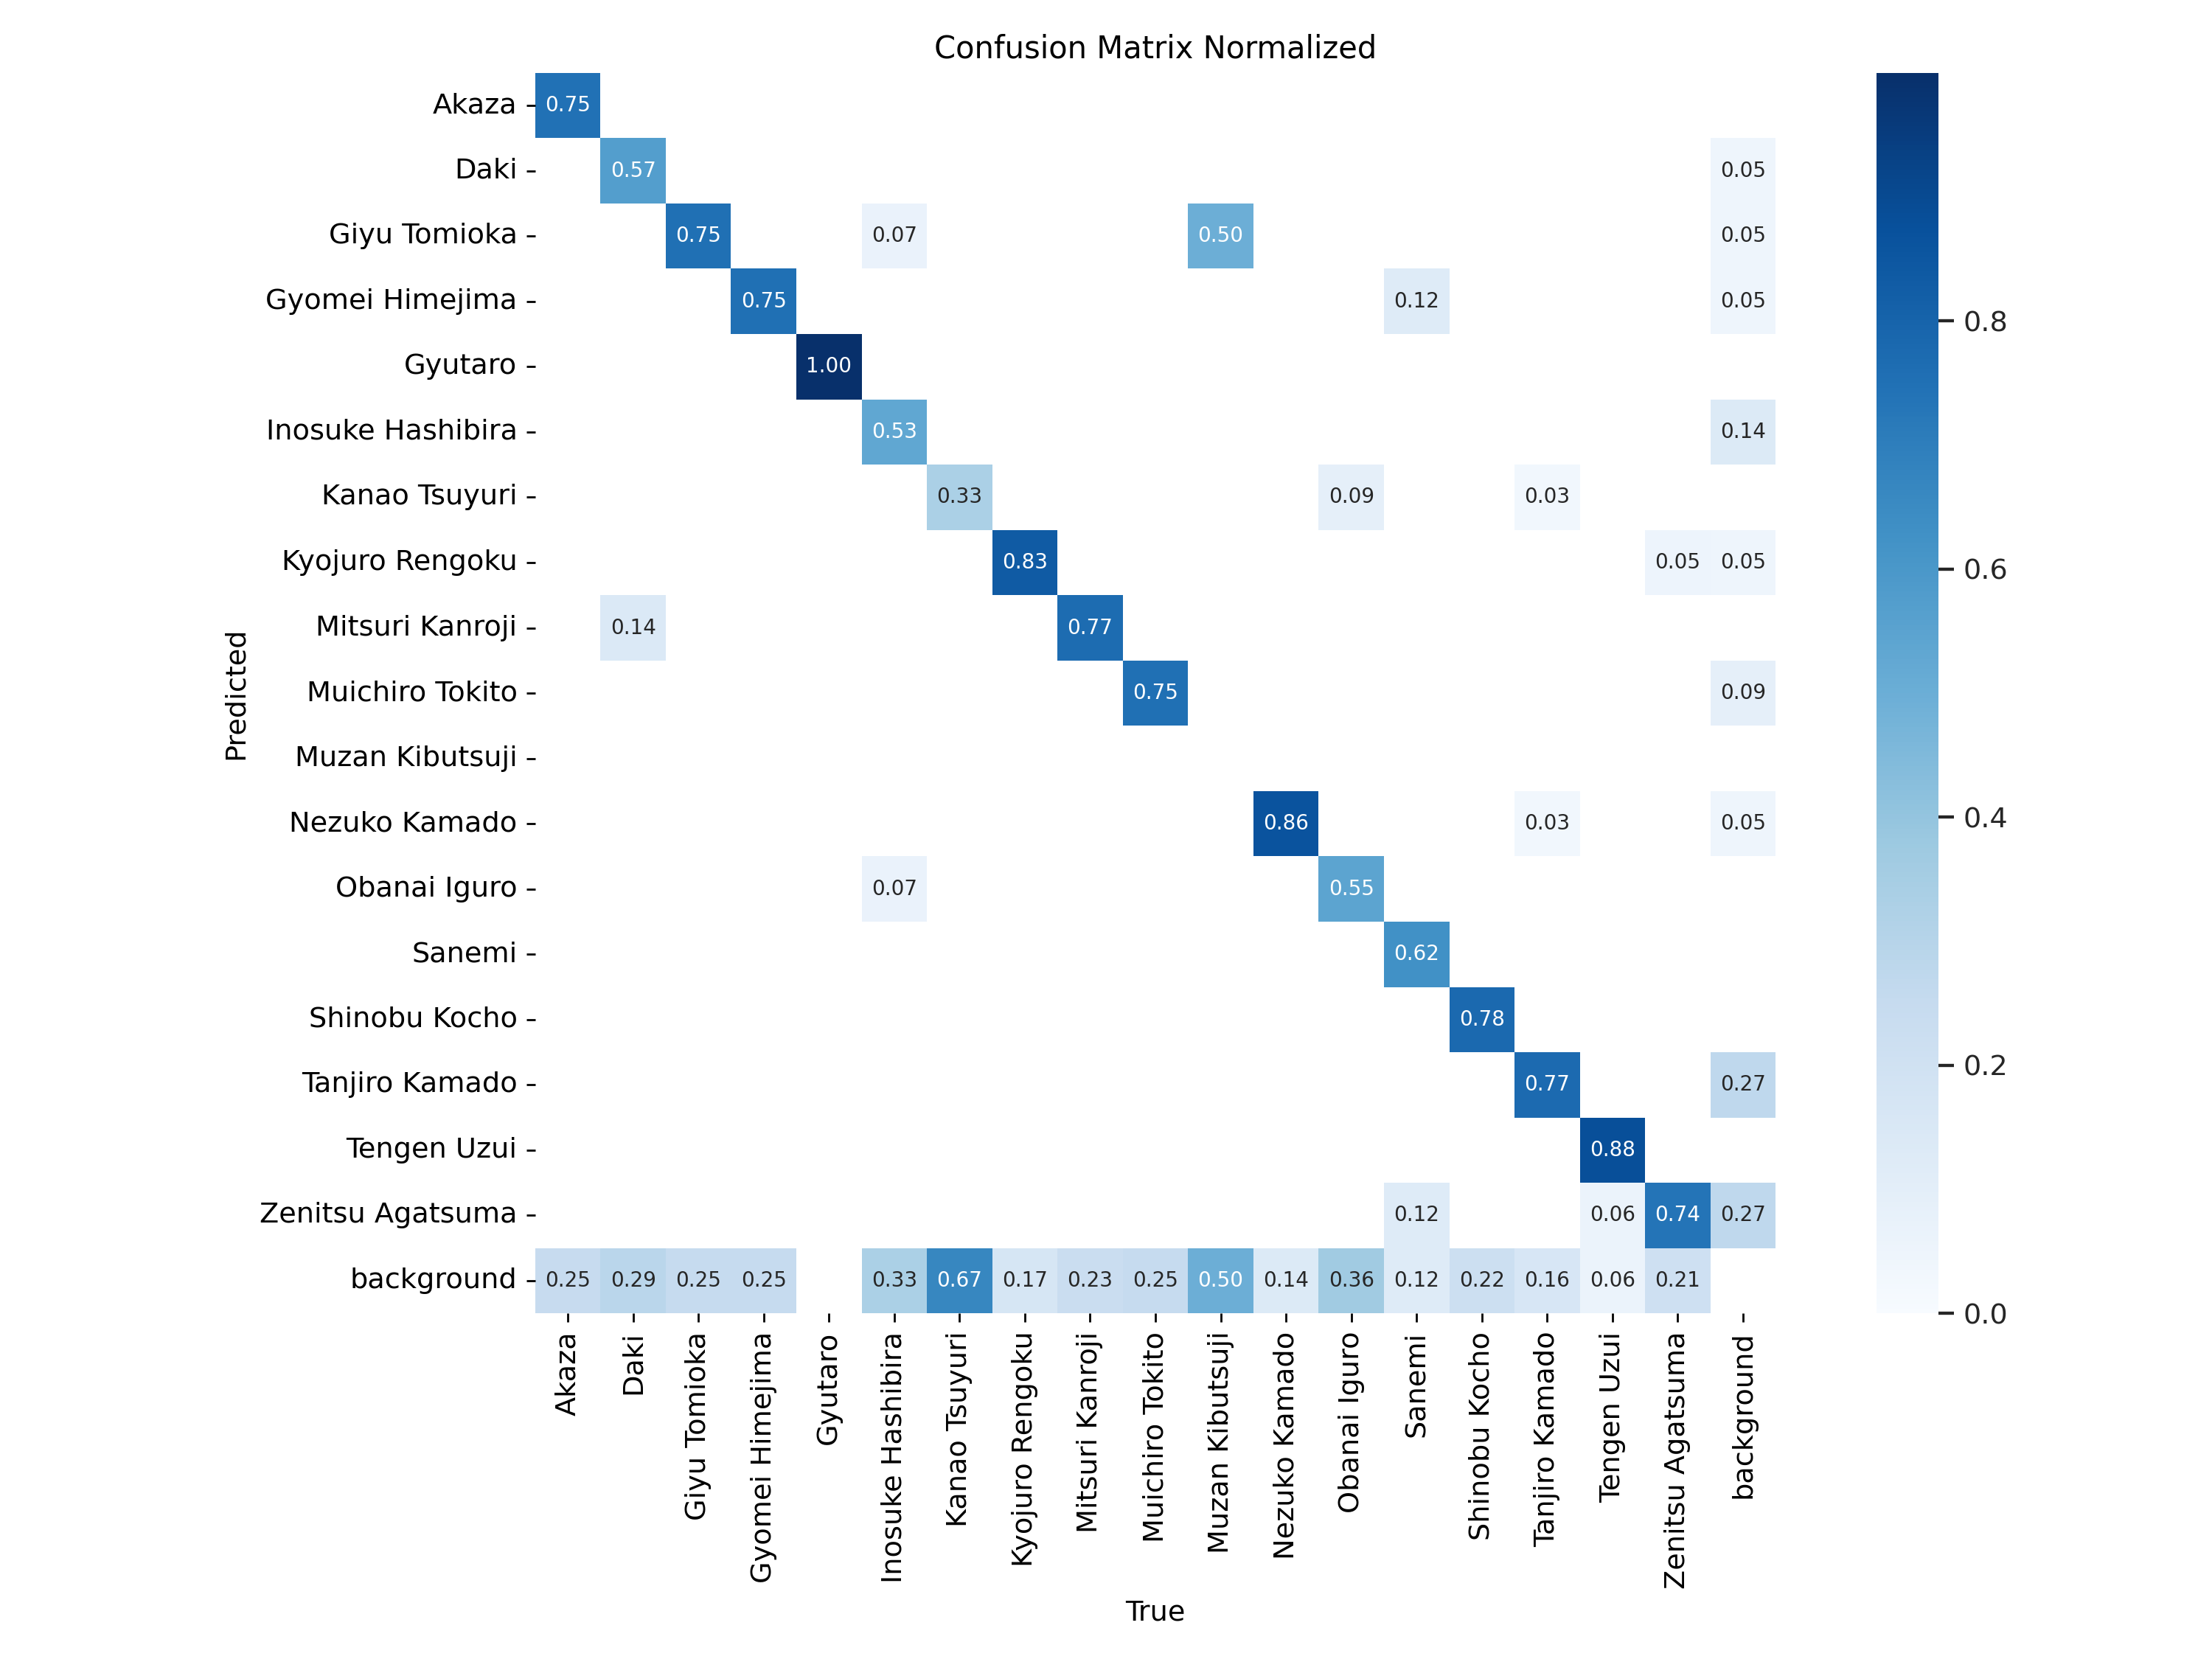 Confusion Matrix Normalized
Akaza 0.75
Daki 0.57 0.05
Giyu Tomioka 0.75 0.07 0.50 0.05
Gyomei Himejima 0.75 0.12 0.05
Gyutaro 1.00
Inosuke Hashibira 0.53 0.14
Kanao Tsuyuri 0.33 0.09 0.03
Kyojuro Rengoku 0.83 0.05 0.05
Mitsuri Kanroji 0.14 0.77
Muichiro Tokito 0.75 0.09
Muzan Kibutsuji
Nezuko Kamado 0.86 0.03 0.05
Obanai Iguro 0.07 0.55
Sanemi 0.62
Shinobu Kocho 0.78
Tanjiro Kamado 0.77 0.27
Tengen Uzui 0.88
Zenitsu Agatsuma 0.12 0.06 0.74 0.27
background 0.25 0.29 0.25 0.25 0.33 0.67 0.17 0.23 0.25 0.50 0.14 0.36 0.12 0.22 0.16 0.06 0.21
Predicted
Akaza
Daki
Giyu Tomioka
Gyomei Himejima
Gyutaro
Inosuke Hashibira
Kanao Tsuyuri
Kyojuro Rengoku
Mitsuri Kanroji
Muichiro Tokito
Muzan Kibutsuji
Nezuko Kamado
Obanai Iguro
Sanemi
Shinobu Kocho
Tanjiro Kamado
Tengen Uzui
Zenitsu Agatsuma
background
True
0.8
0.6
0.4
0.2
0.0